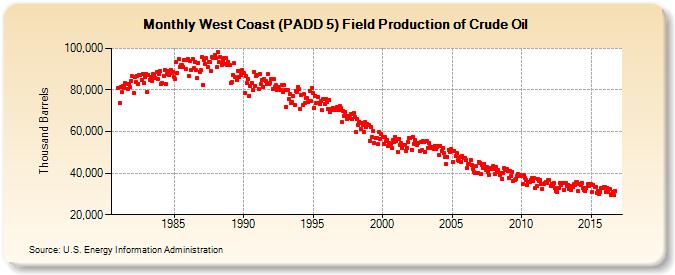 Monthly West Coast (PADD 5) Field Production of Crude Oil
Thousand Barrels
100,000
80,000
60,000
40,000
20,000
1985 1990 1995 2000 2005 2010 2015
Source: U.S. Energy Information Administration